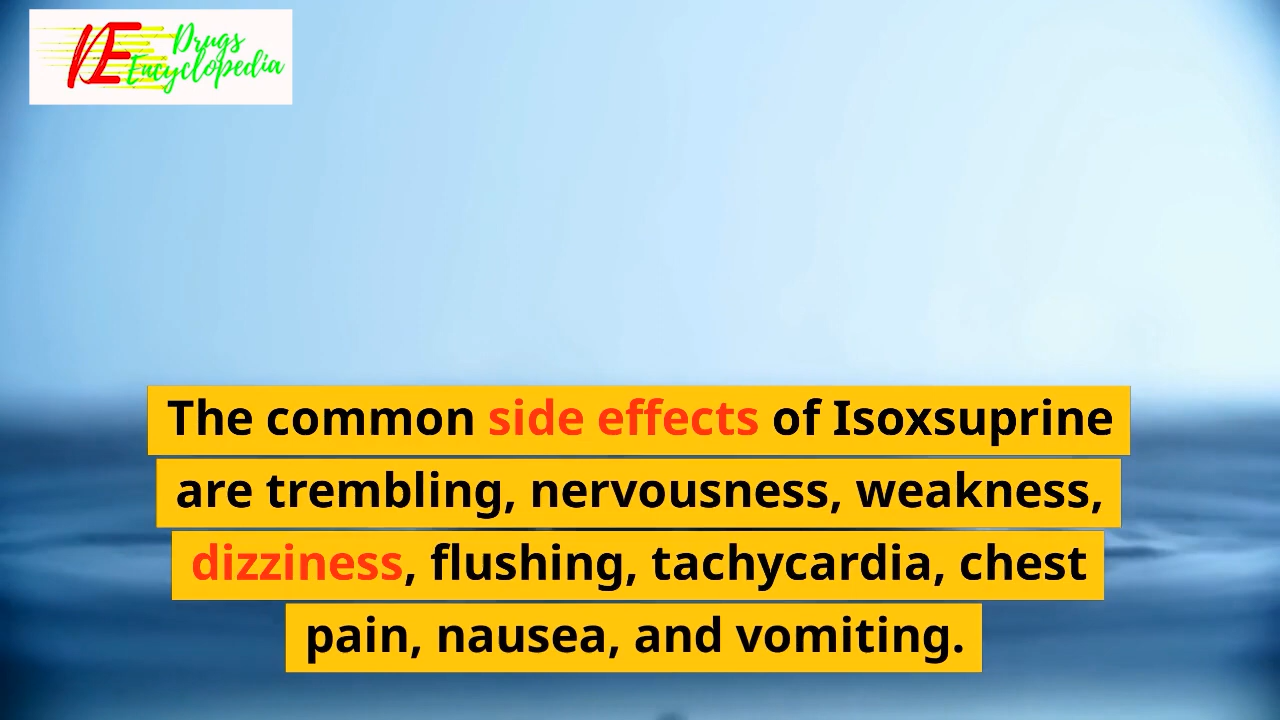 DE Drugs
Encyclopedia
The common side effects of Isoxsuprine
are trembling, nervousness, weakness,
dizziness, flushing, tachycardia, chest
pain, nausea, and vomiting.